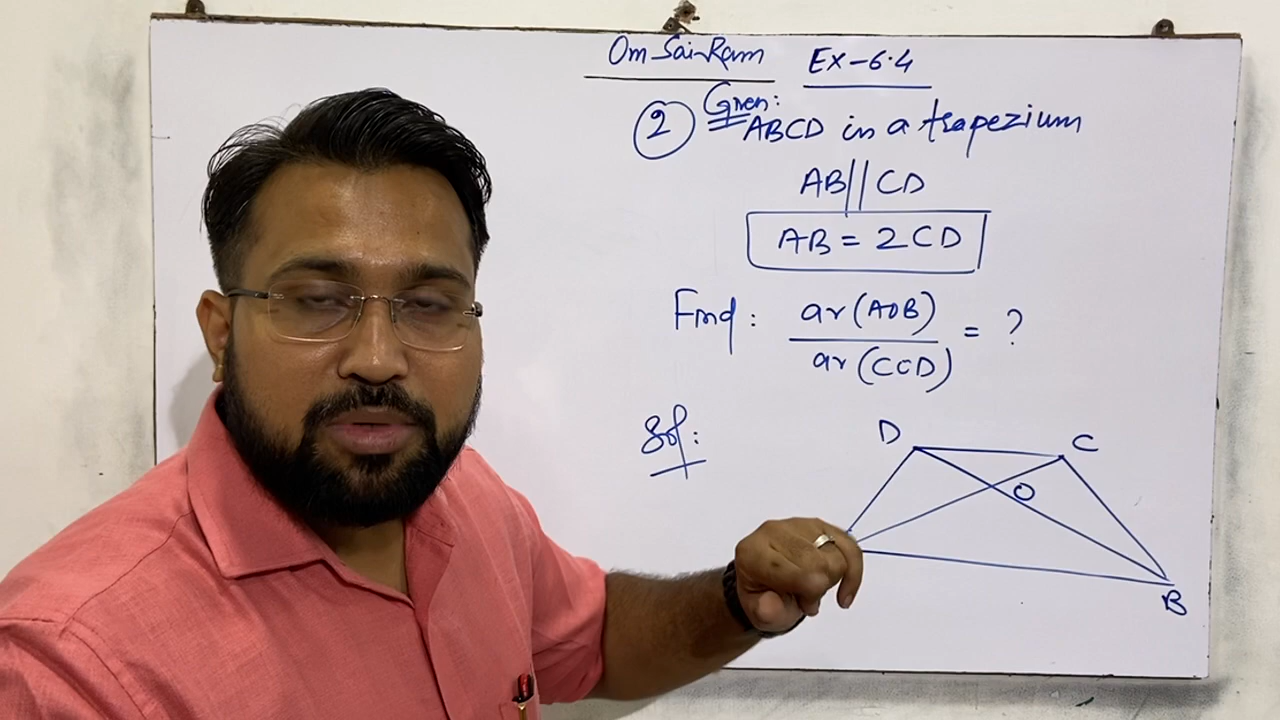 Om Sai Ram Ex-6.4
2 Given:
ABCD in a trapezium
AB||CD
AB = 2CD
Find: ar(AOB)
= ?
ar(COD)
Sol:
D C
O
B